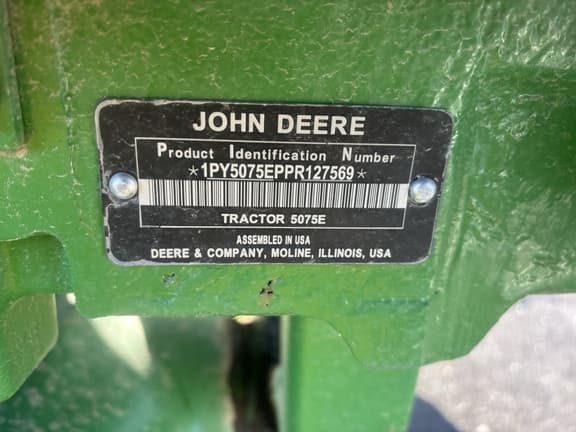 JOHN DEERE
Product Identification Number
*1PY5075EPPR127569*
TRACTOR 5075E
ASSEMBLED IN USA
DEERE & COMPANY, MOLINE, ILLINOIS, USA